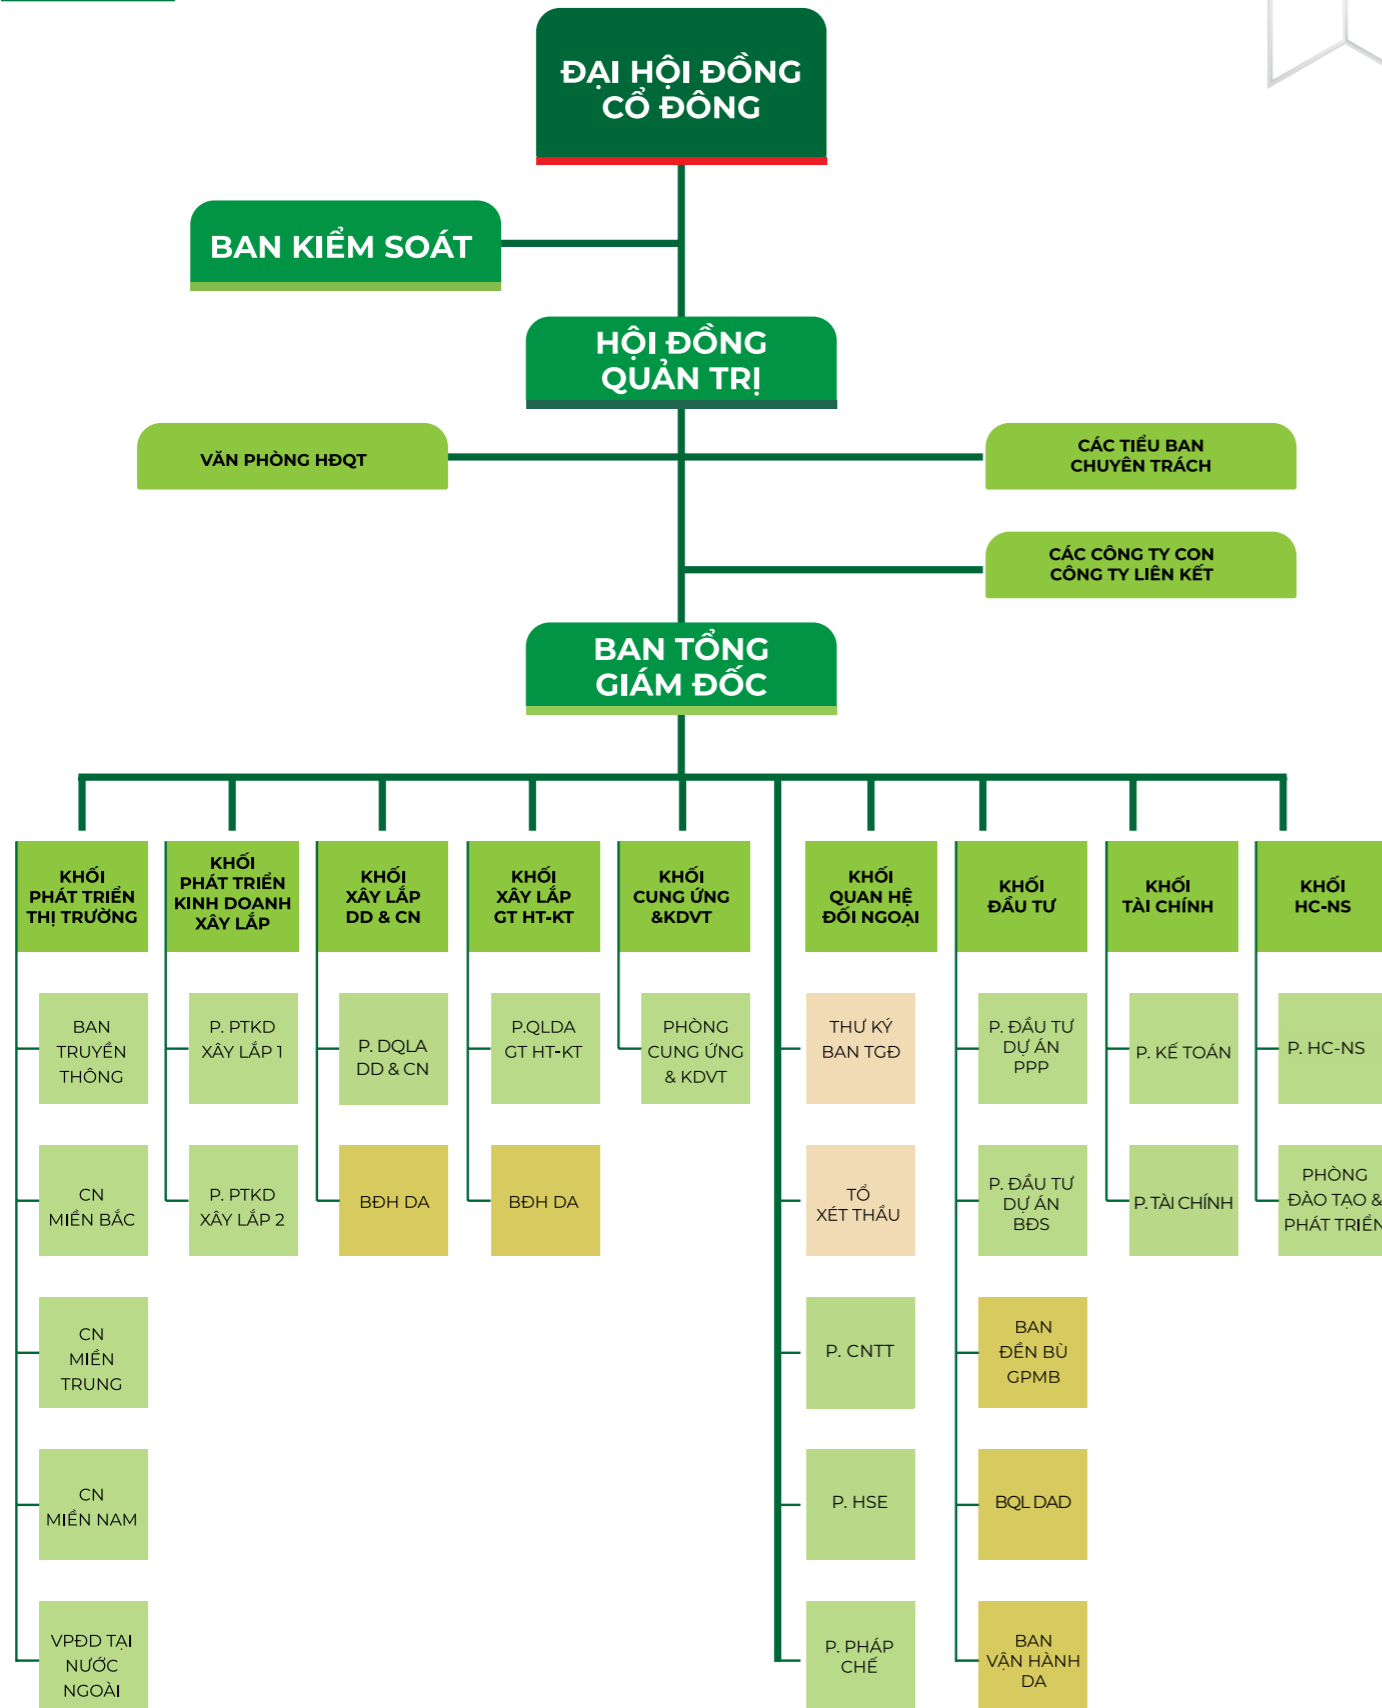 ĐẠI HỘI ĐỒNG
CỔ ĐÔNG
BAN KIỂM SOÁT
HỘI ĐỒNG
QUẢN TRỊ
VĂN PHÒNG HĐQT
CÁC TIỂU BAN
CHUYÊN TRÁCH
CÁC CÔNG TY CON
CÔNG TY LIÊN KẾT
BAN TỔNG
GIÁM ĐỐC
KHỐI
PHÁT TRIỂN
THỊ TRƯỜNG
KHỐI
PHÁT TRIỂN
KINH DOANH
XÂY LẮP
KHỐI
XÂY LẮP
DD & CN
KHỐI
XÂY LẮP
GT HT-KT
KHỐI
CUNG ỨNG
&KDVT
KHỐI
QUAN HỆ
ĐỐI NGOẠI
KHỐI
ĐẦU TƯ
KHỐI
TÀI CHÍNH
KHỐI
HC-NS
BAN
TRUYỀN
THÔNG
P. PTKD
XÂY LẮP 1
P. DQLA
DD & CN
P.QLDA
GT HT-KT
PHÒNG
CUNG ỨNG
& KDVT
THƯ KÝ
BAN TGĐ
P. ĐẦU TƯ
DỰ ÁN
PPP
P. KẾ TOÁN
P. HC-NS
CN
MIỀN BẮC
P. PTKD
XÂY LẮP 2
BĐH DA
BĐH DA
TỔ
XÉT THẦU
P. ĐẦU TƯ
DỰ ÁN
BĐS
P. TÀI CHÍNH
PHÒNG
ĐÀO TẠO &
PHÁT TRIỂN
CN
MIỀN
TRUNG
P. CNTT
BAN
ĐỀN BÙ
GPMB
CN
MIỀN NAM
P. HSE
BQL DAD
VPĐD TẠI
NƯỚC
NGOÀI
P. PHÁP
CHẾ
BAN
VẬN HÀNH
DA